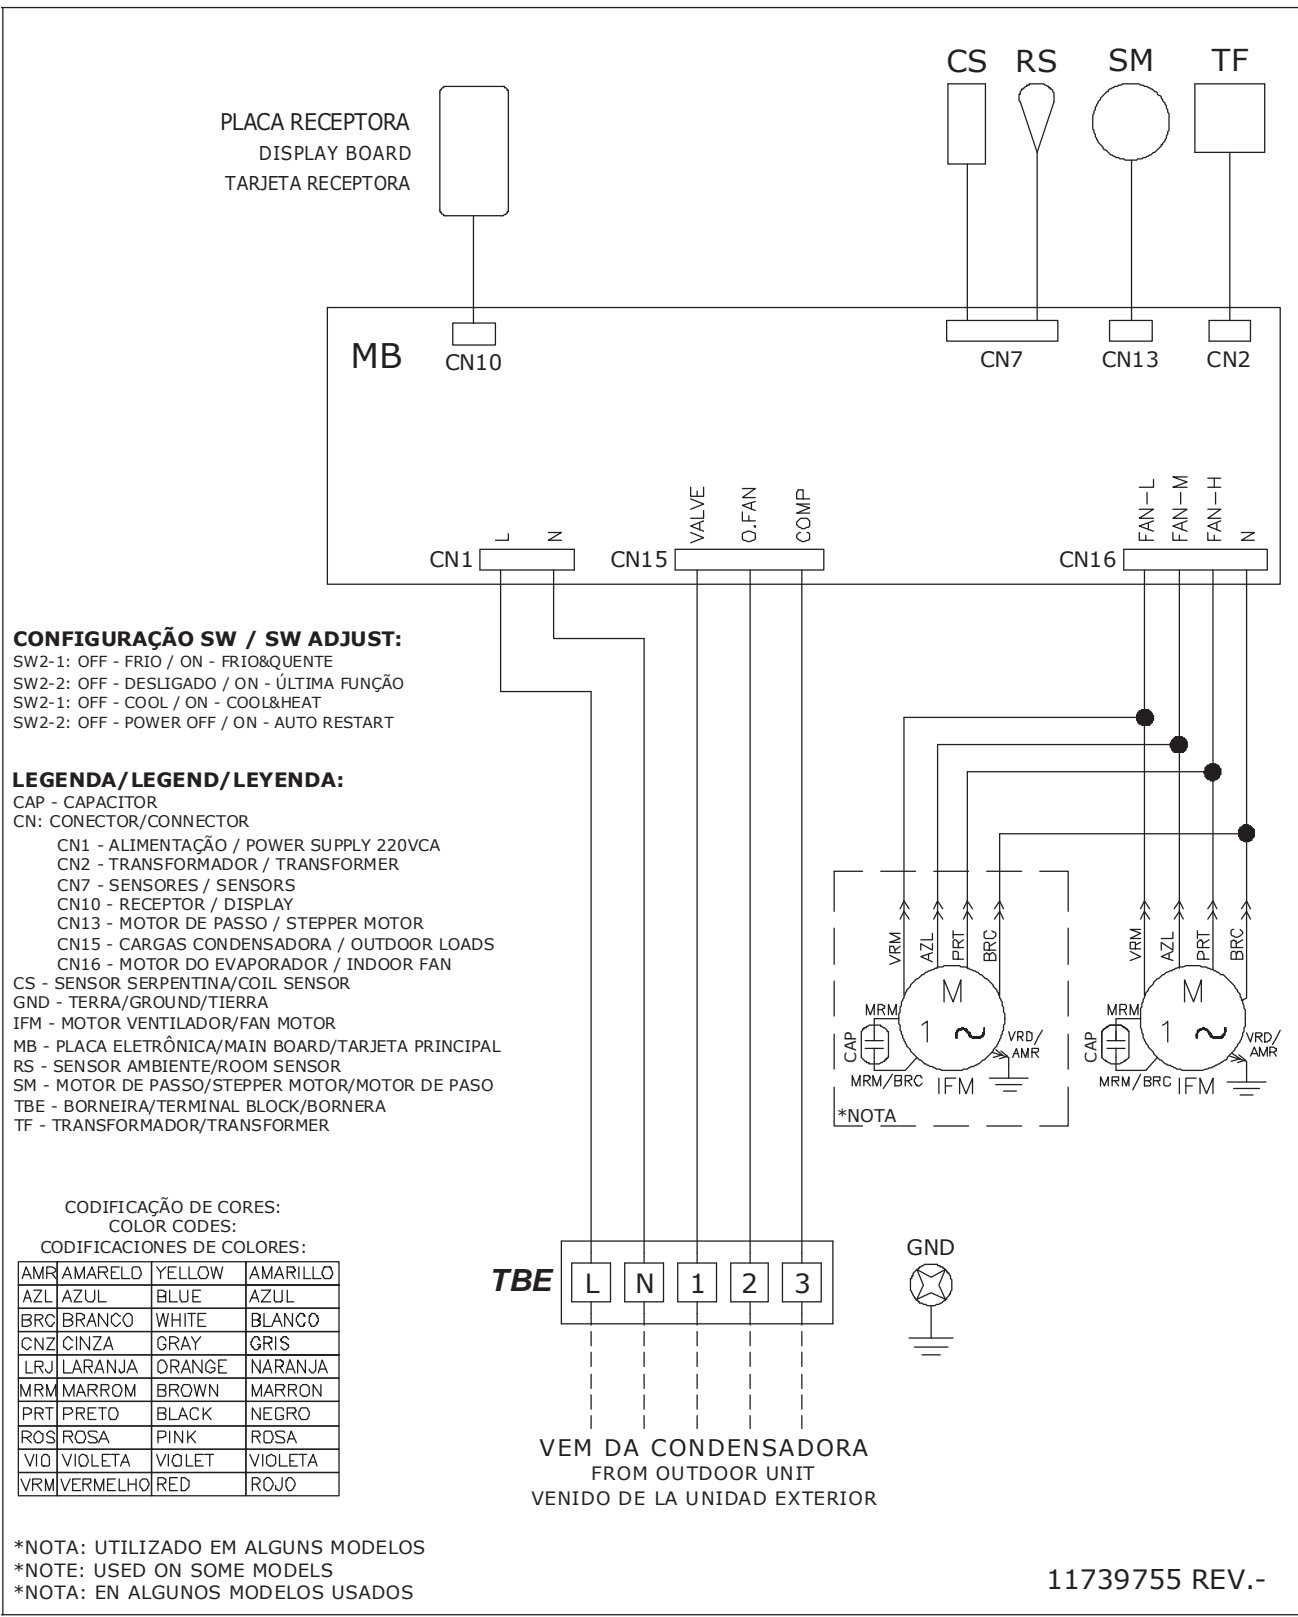 CS RS SM TF
PLACA RECEPTORA
DISPLAY BOARD
TARJETA RECEPTORA
MB
CN10
CN7
CN13
CN2
L
N
CN1
VALVE
O.FAN
COMP
CN15
FAN-L
FAN-M
FAN-H
N
CN16
CONFIGURAÇÃO SW / SW ADJUST:
SW2-1: OFF - FRIO / ON - FRIO&QUENTE
SW2-2: OFF - DESLIGADO / ON - ÚLTIMA FUNÇÃO
SW2-1: OFF - COOL / ON - COOL&HEAT
SW2-2: OFF - POWER OFF / ON - AUTO RESTART
LEGENDA/LEGEND/LEYENDA:
CAP - CAPACITOR
CN: CONECTOR/CONNECTOR
CN1 - ALIMENTAÇÃO / POWER SUPPLY 220VCA
CN2 - TRANSFORMADOR / TRANSFORMER
CN7 - SENSORES / SENSORS
CN10 - RECEPTOR / DISPLAY
CN13 - MOTOR DE PASSO / STEPPER MOTOR
CN15 - CARGAS CONDENSADORA / OUTDOOR LOADS
CN16 - MOTOR DO EVAPORADOR / INDOOR FAN
CS - SENSOR SERPENTINA/COIL SENSOR
GND - TERRA/GROUND/TIERRA
IFM - MOTOR VENTILADOR/FAN MOTOR
MB - PLACA ELETRÔNICA/MAIN BOARD/TARJETA PRINCIPAL
RS - SENSOR AMBIENTE/ROOM SENSOR
SM - MOTOR DE PASSO/STEPPER MOTOR/MOTOR DE PASO
TBE - BORNEIRA/TERMINAL BLOCK/BORNERA
TF - TRANSFORMADOR/TRANSFORMER
VRM
AZL
PRT
BRC
MRM
CAP
M
1 ~
VRD/
AMR
MRM/BRC
IFM
*NOTA
VRM
AZL
PRT
BRC
MRM
CAP
M
1 ~
VRD/
AMR
MRM/BRC
IFM
CODIFICAÇÃO DE CORES:
COLOR CODES:
CODIFICACIONES DE COLORES:
AMR AMARELO YELLOW AMARILLO
AZL AZUL BLUE AZUL
BRC BRANCO WHITE BLANCO
CNZ CINZA GRAY GRIS
LRJ LARANJA ORANGE NARANJA
MRM MARROM BROWN MARRON
PRT PRETO BLACK NEGRO
ROS ROSA PINK ROSA
VIO VIOLETA VIOLET VIOLETA
VRM VERMELHO RED ROJO
TBE L N 1 2 3
GND
VEM DA CONDENSADORA
FROM OUTDOOR UNIT
VENIDO DE LA UNIDAD EXTERIOR
*NOTA: UTILIZADO EM ALGUNS MODELOS
*NOTE: USED ON SOME MODELS
*NOTA: EN ALGUNOS MODELOS USADOS
11739755 REV.-